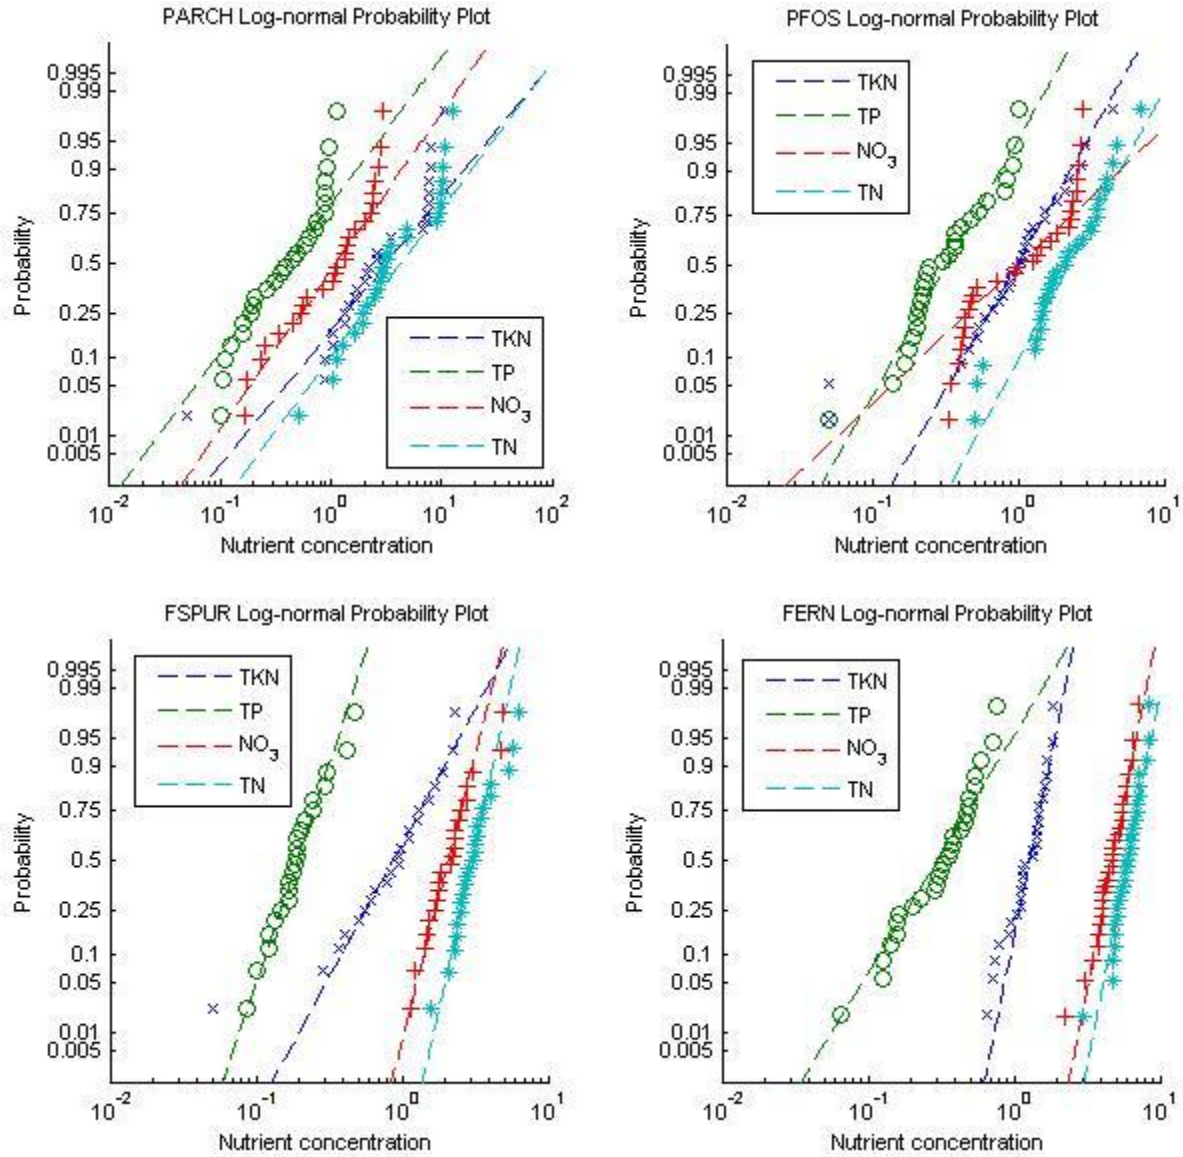 PARCH Log-normal Probability Plot
0.995
0.99
0.95
0.9
0.75
0.5
0.25
0.1
0.05
0.01
0.005
Probability
TKN
TP
NO3
TN
10-2
10-1
100
101
102
Nutrient concentration
PFOS Log-normal Probability Plot
0.995
0.99
0.95
0.9
0.75
0.5
0.25
0.1
0.05
0.01
0.005
Probability
TKN
TP
NO3
TN
10-2
10-1
100
101
Nutrient concentration
FSPUR Log-normal Probability Plot
0.995
0.99
0.95
0.9
0.75
0.5
0.25
0.1
0.05
0.01
0.005
Probability
TKN
TP
NO3
TN
10-2
10-1
100
101
Nutrient concentration
FERN Log-normal Probability Plot
0.995
0.99
0.95
0.9
0.75
0.5
0.25
0.1
0.05
0.01
0.005
Probability
TKN
TP
NO3
TN
10-2
10-1
100
101
Nutrient concentration